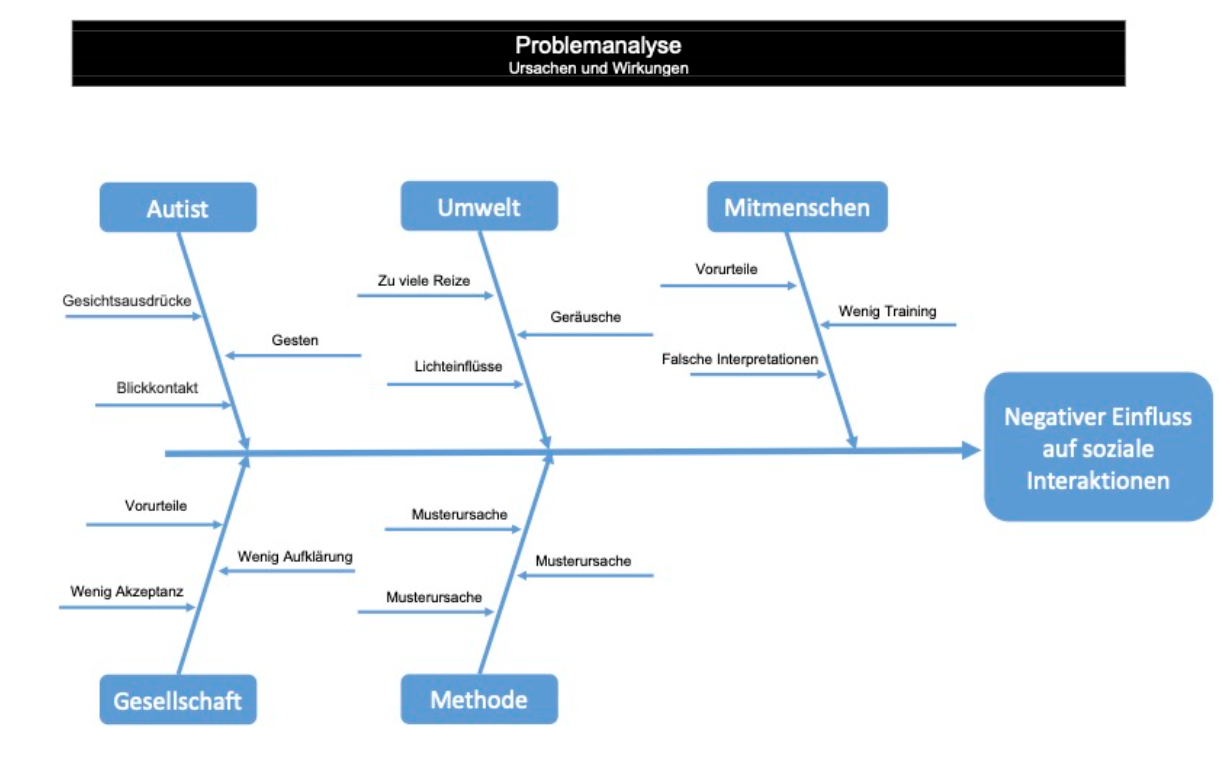 Problemanalyse
Ursachen und Wirkungen
Autist
Umwelt
Mitmenschen
Gesichtsausdrücke
Gesten
Blickkontakt
Zu viele Reize
Geräusche
Lichteinflüsse
Vorurteile
Wenig Training
Falsche Interpretationen
Negativer Einfluss
auf soziale
Interaktionen
Vorurteile
Wenig Aufklärung
Wenig Akzeptanz
Musterursache
Musterursache
Musterursache
Gesellschaft
Methode